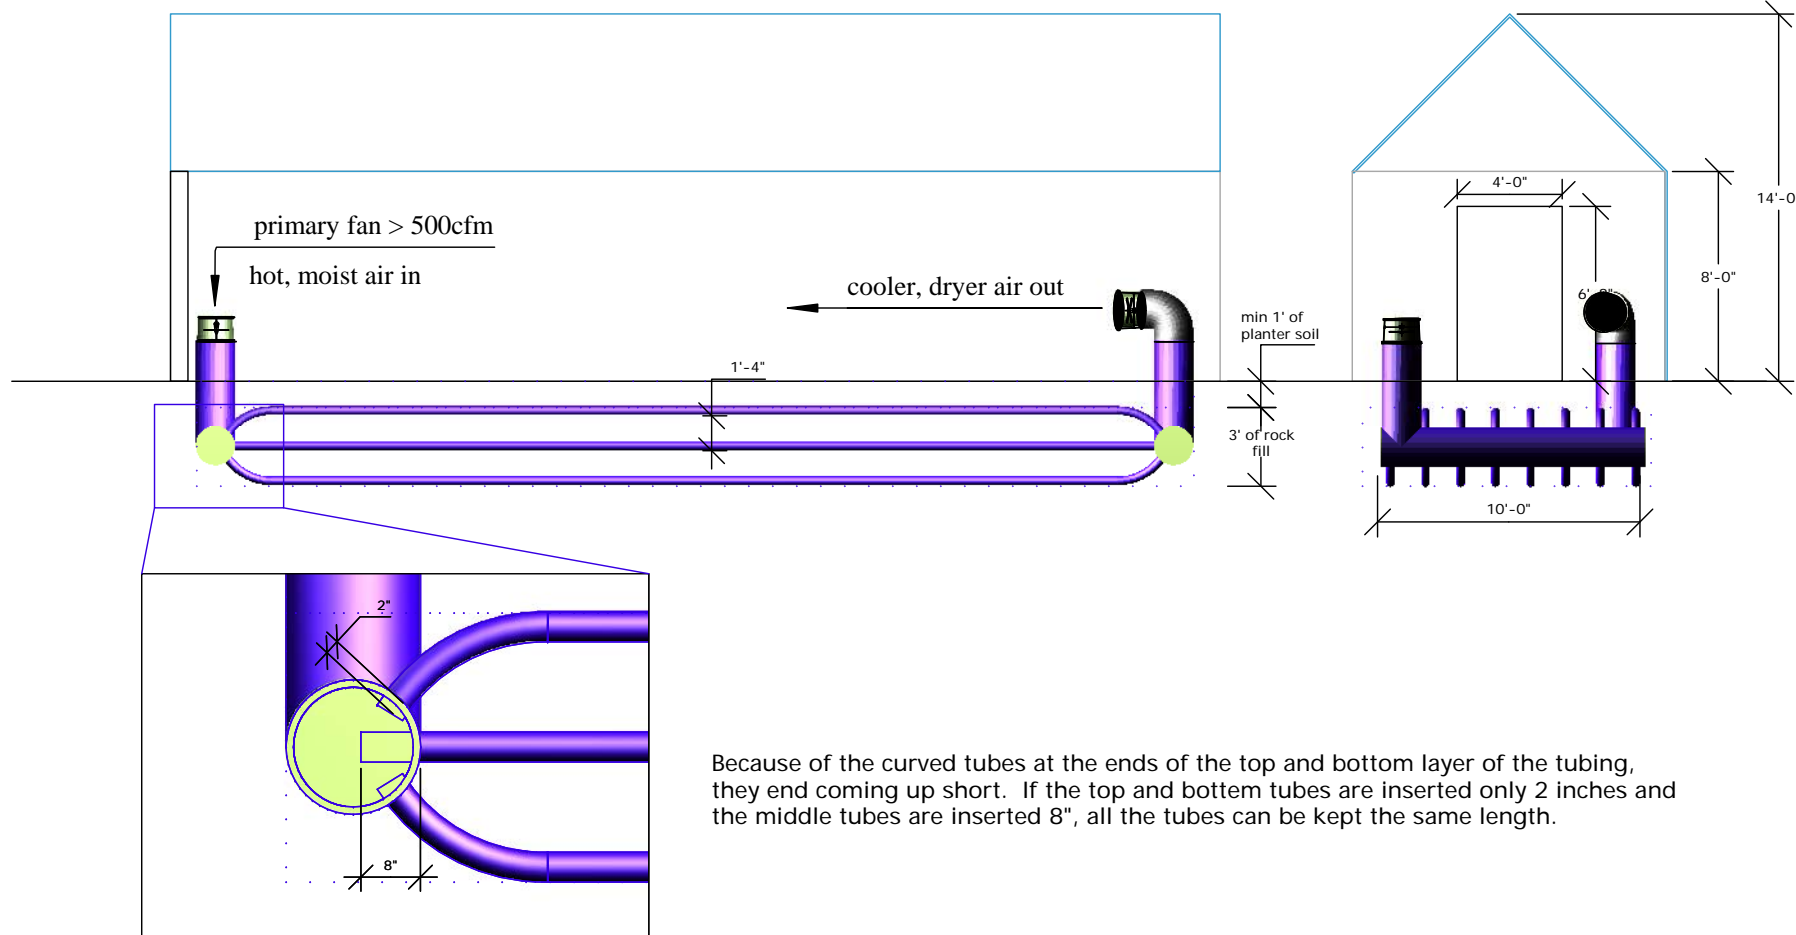 primary fan > 500cfm
hot, moist air in
cooler, dryer air out
min 1' of
planter soil
1'-4"
3' of rock
fill
4'-0"
14'-0
8'-0"
10'-0"
2"
8"
Because of the curved tubes at the ends of the top and bottom layer of the tubing,
they end coming up short. If the top and bottem tubes are inserted only 2 inches and
the middle tubes are inserted 8", all the tubes can be kept the same length.